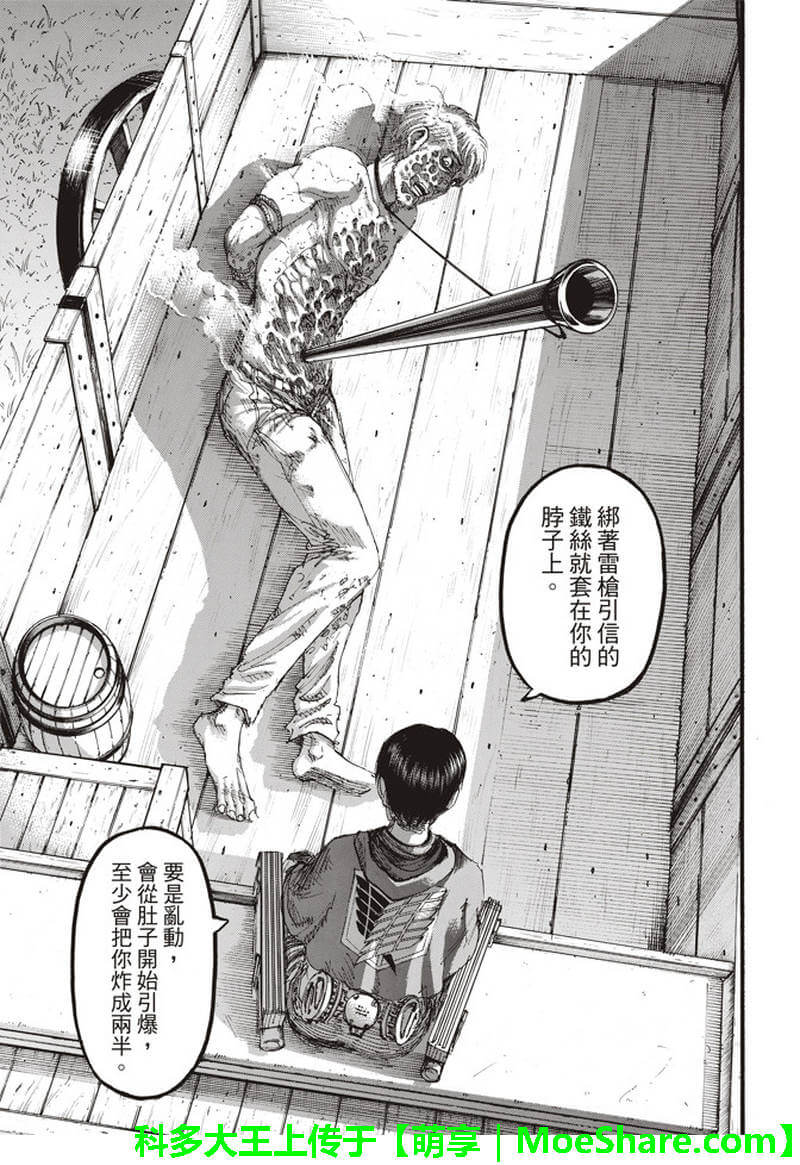 綁著雷槍引信的
鐵絲就套在你的
脖子上。
要是亂動，
會從肚子開始引爆，
至少會把你炸成兩半。
科多大王上传于【萌享 | MoeShare.com】